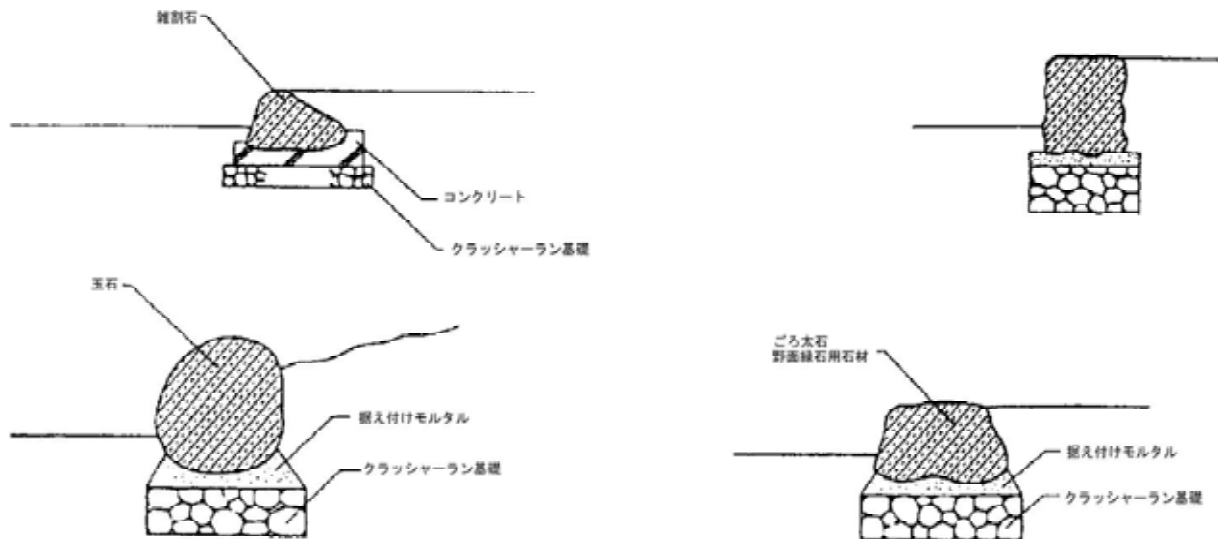 雑割石
コンクリート
クラッシャーラン基礎
玉石
据え付けモルタル
クラッシャーラン基礎
ごろ太石
野面縁石用石材
据え付けモルタル
クラッシャーラン基礎